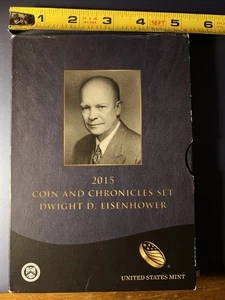 1 2 3 4 5 6
2015
COIN AND CHRONICLES SET
DWIGHT D. EISENHOWER
UNITED STATES MINT